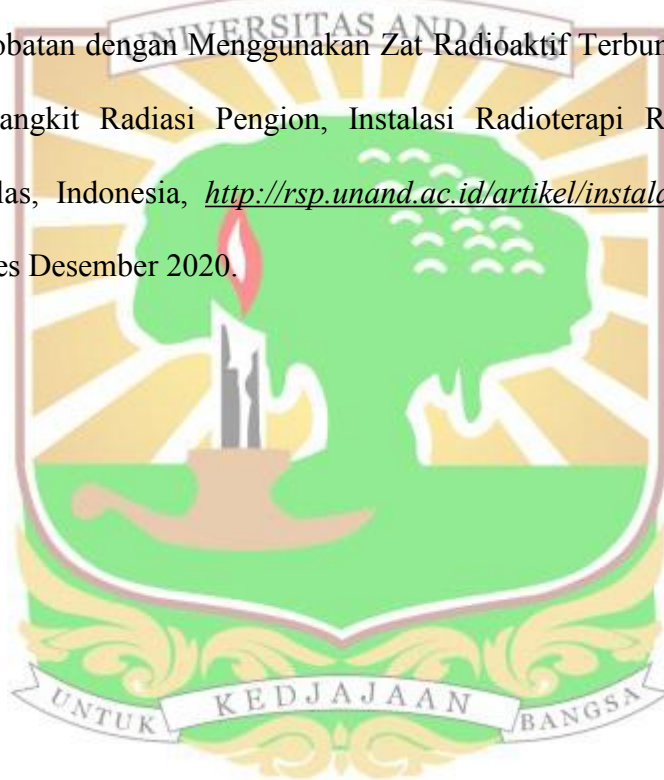 UNIVERSITAS ANDALAS
obatan dengan Menggunakan Zat Radioaktif Terbun
angkit Radiasi Pengion, Instalasi Radioterapi R
las, Indonesia, http://rsp.unand.ac.id/artikel/instala
es Desember 2020.
UNTUK KEDJAJAAN BANGSA